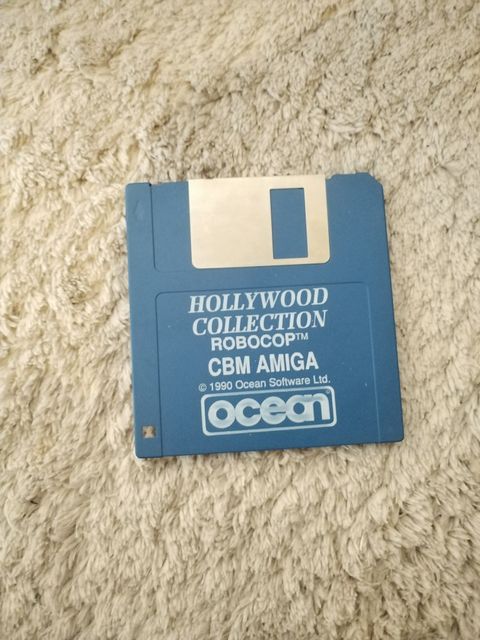 HOLLYWOOD
COLLECTION
ROBOCOP™
CBM AMIGA
© 1990 Ocean Software Ltd.
ocean